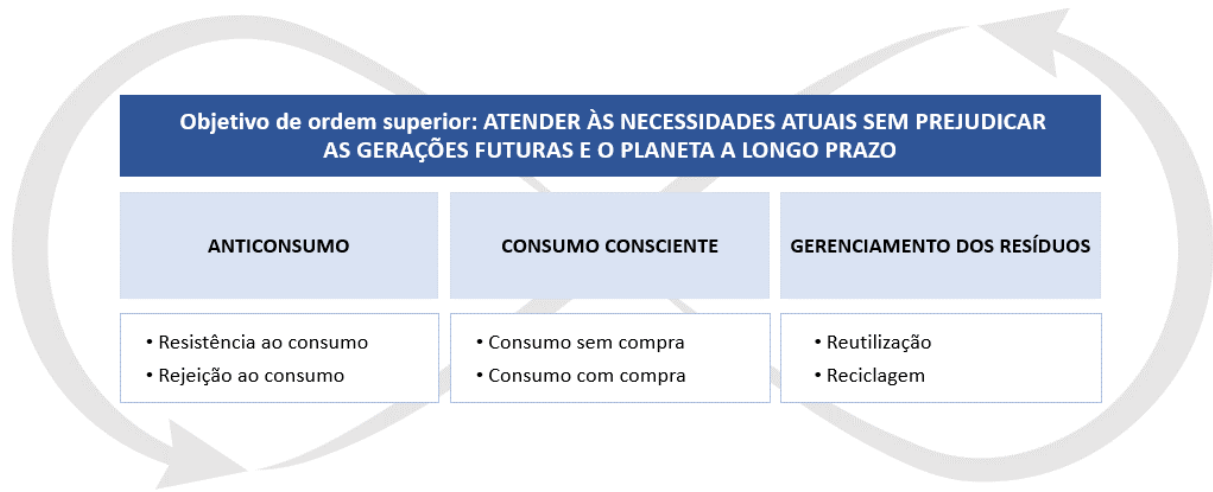 Objetivo de ordem superior: ATENDER ÀS NECESSIDADES ATUAIS SEM PREJUDICAR
AS GERAÇÕES FUTURAS E O PLANETA A LONGO PRAZO
ANTICONSUMO
CONSUMO CONSCIENTE
GERENCIAMENTO DOS RESÍDUOS
• Resistência ao consumo
• Rejeição ao consumo
• Consumo sem compra
• Consumo com compra
• Reutilização
• Reciclagem